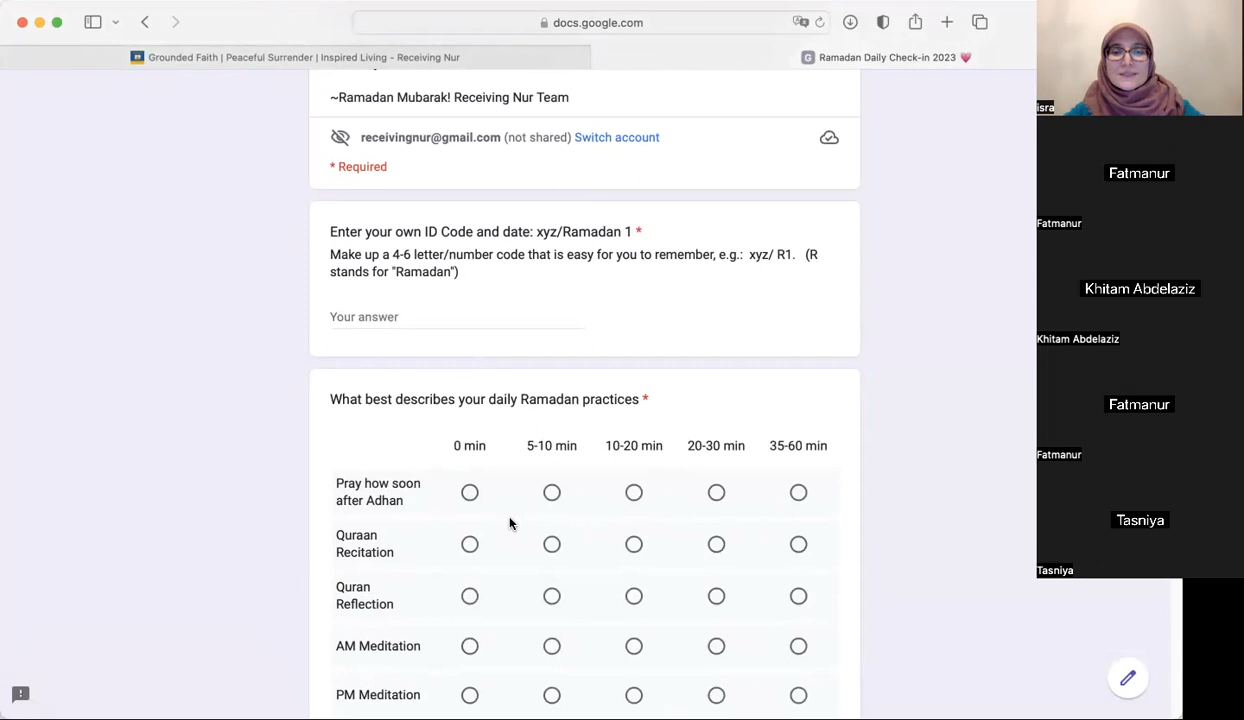 docs.google.com
Grounded Faith | Peaceful Surrender | Inspired Living - Receiving Nur
G Ramadan Daily Check-in 2023
~Ramadan Mubarak! Receiving Nur Team
receivingnur@gmail.com (not shared) Switch account
* Required
Enter your own ID Code and date: xyz/Ramadan 1 *
Make up a 4-6 letter/number code that is easy for you to remember, e.g.: xyz/ R1. (R
stands for "Ramadan")
Your answer
What best describes your daily Ramadan practices *
0 min 5-10 min 10-20 min 20-30 min 35-60 min
Pray how soon
after Adhan
Quraan
Recitation
Quran
Reflection
AM Meditation
PM Meditation
isra
Fatmanur
Fatmanur
Khitam Abdelaziz
Khitam Abdelaziz
Fatmanur
Fatmanur
Tasniya
Tasniya